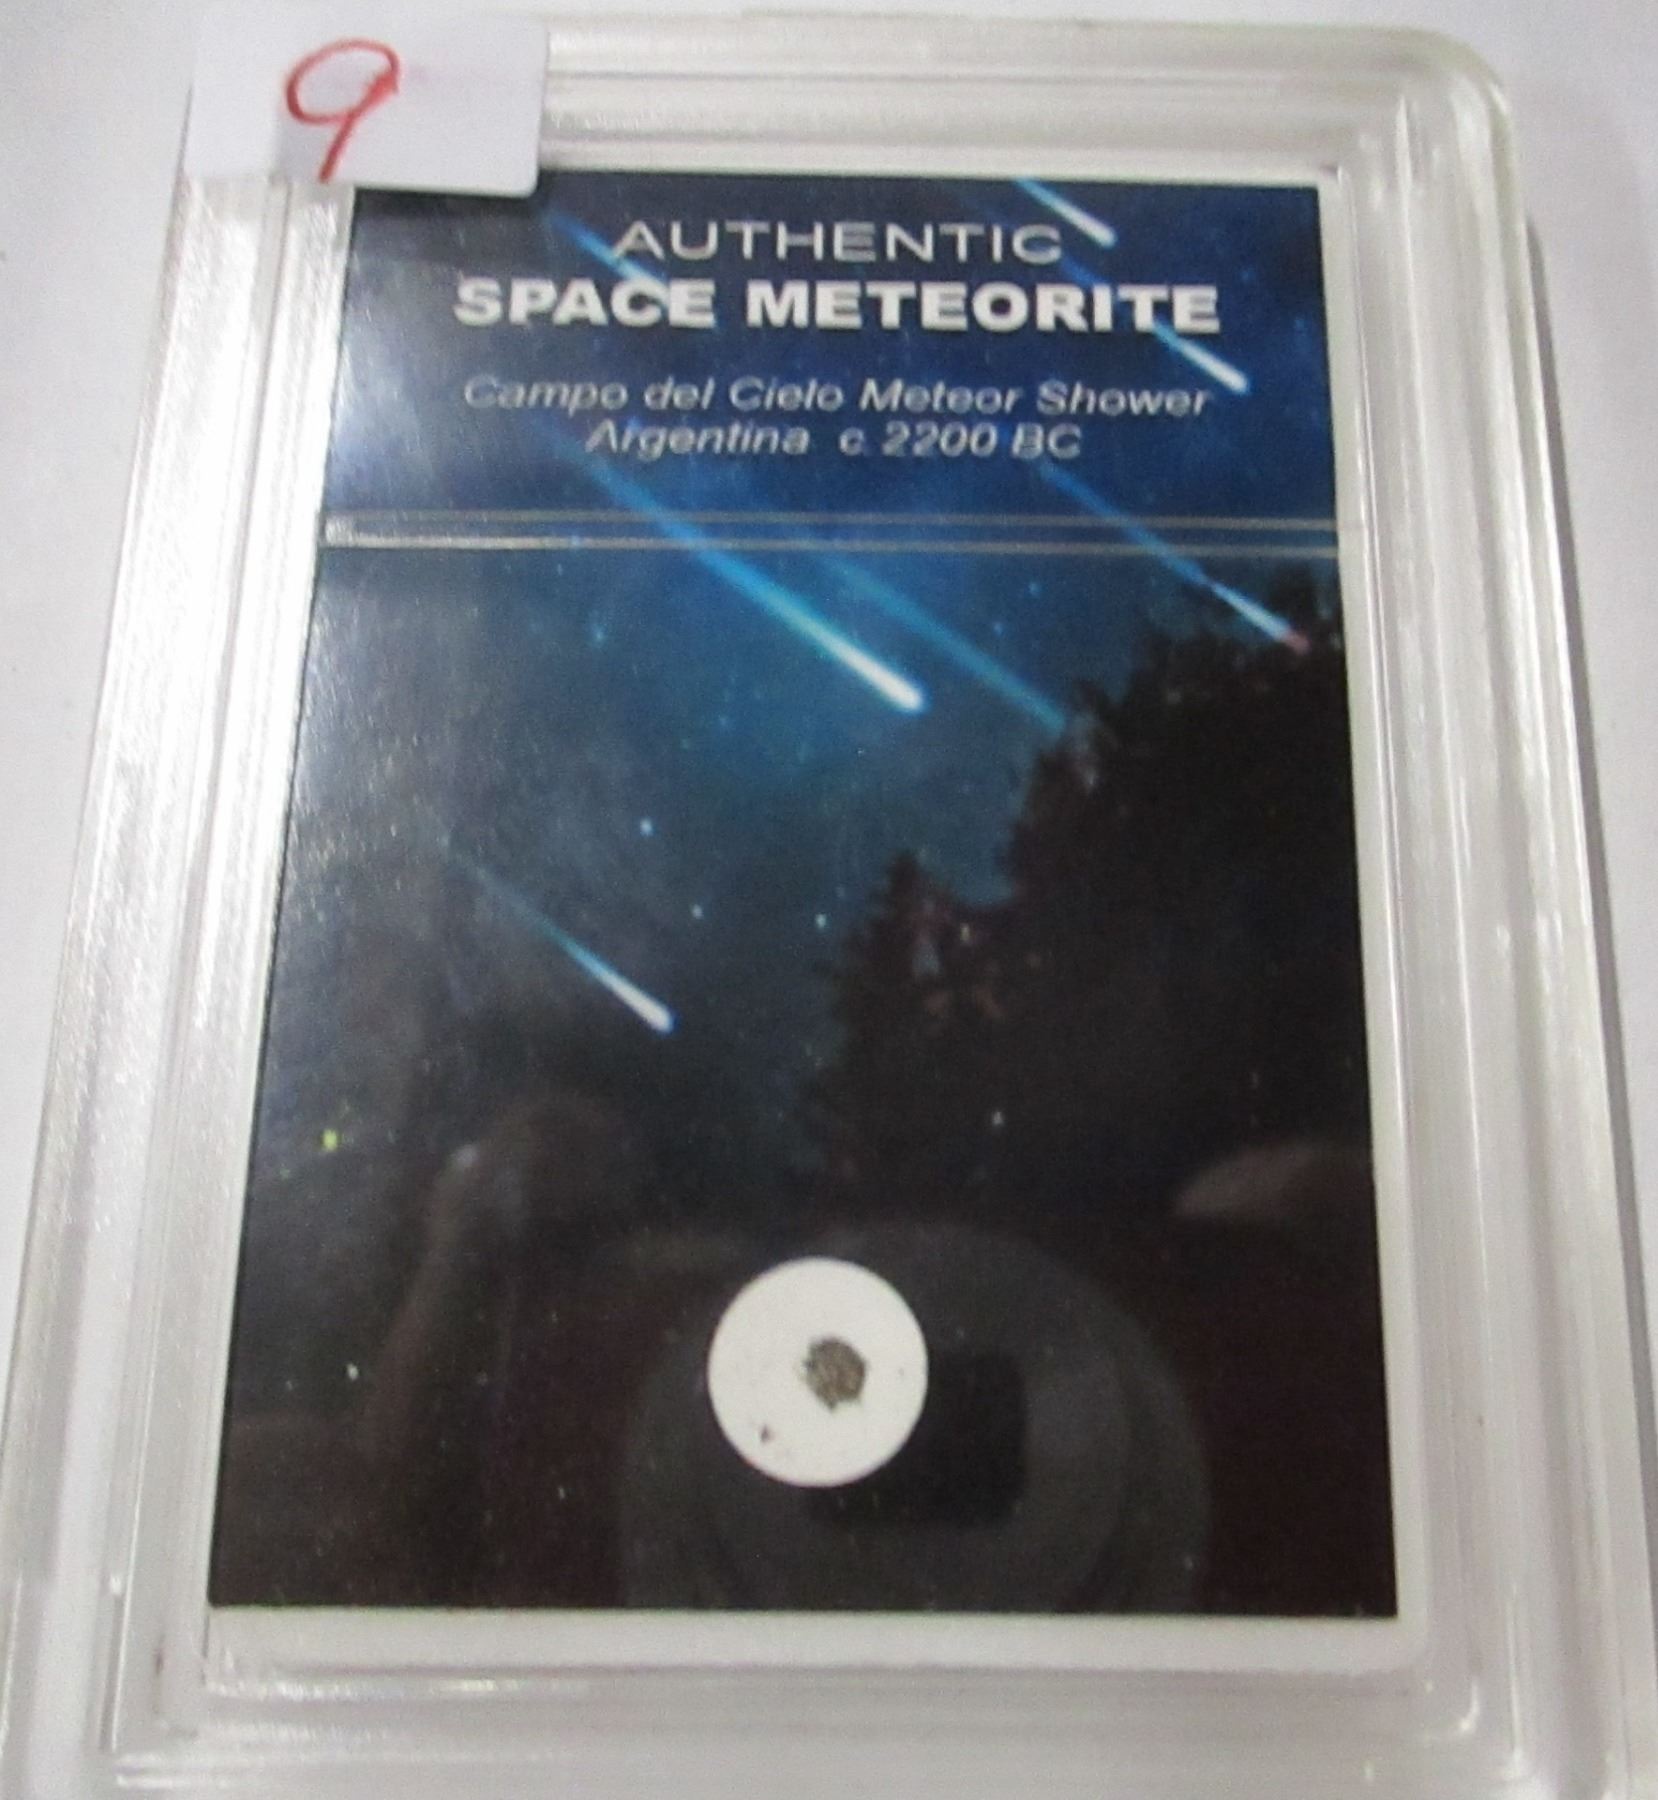 9
AUTHENTIC
SPACE METEORITE
Campo del Cielo Meteor Shower
Argentina c 2200 BC